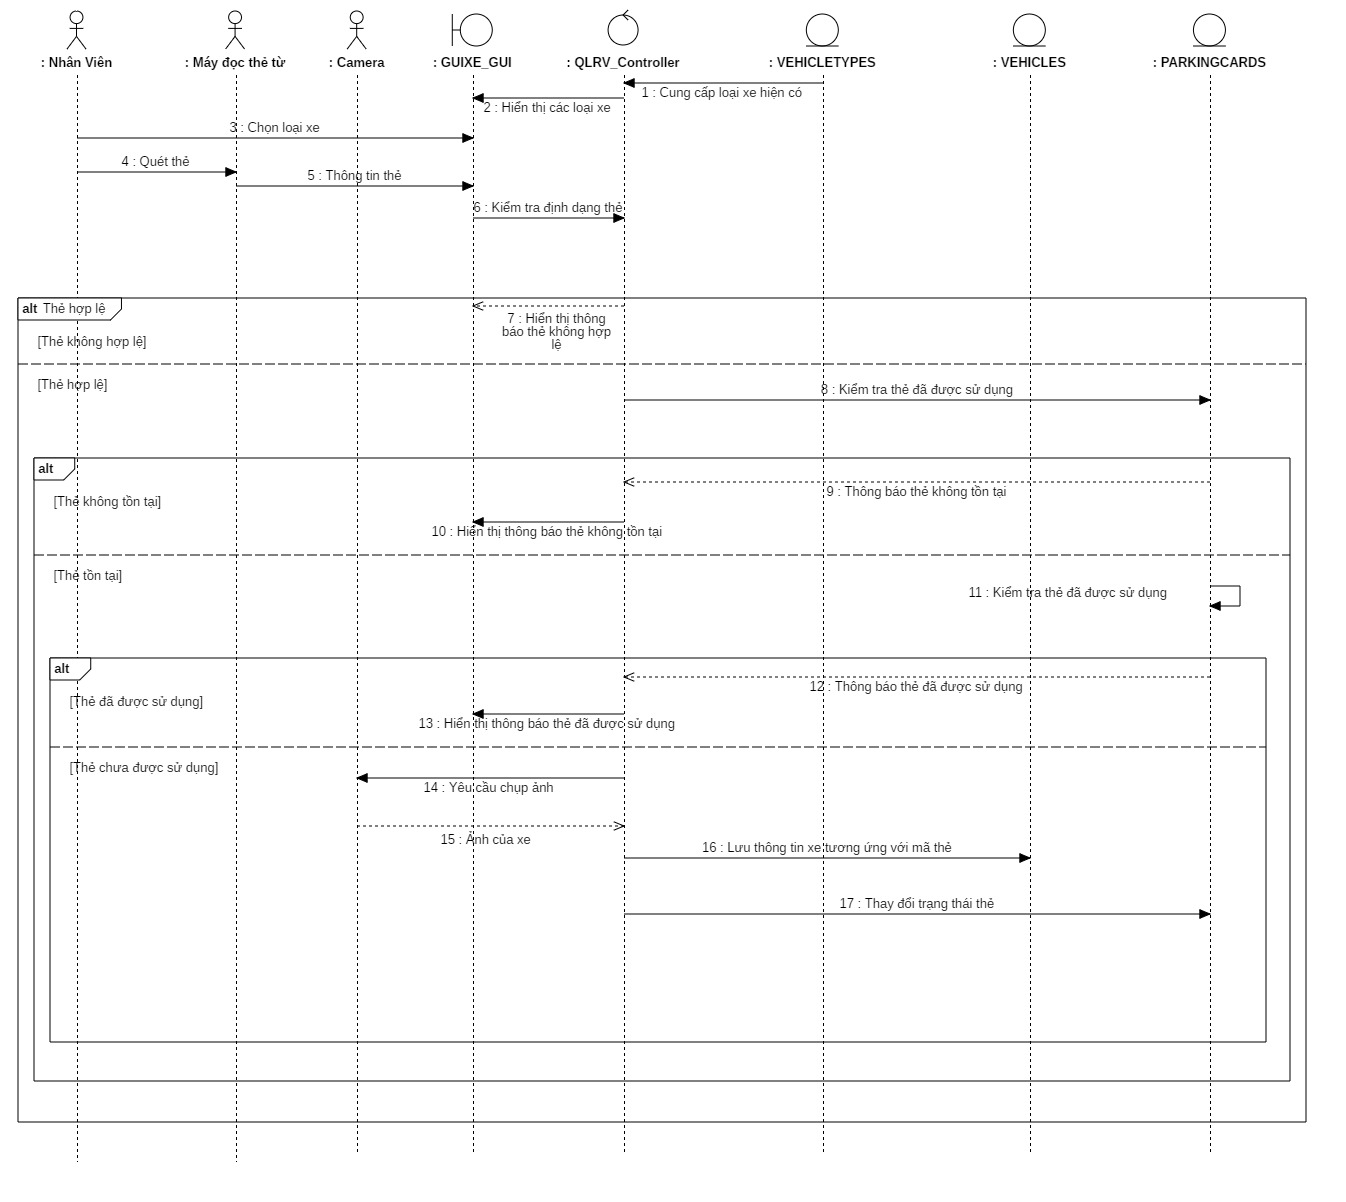 : Nhân Viên
: Máy đọc thẻ từ
: Camera
: GUIXE_GUI
: QLRV_Controller
: VEHICLETYPES
: VEHICLES
: PARKINGCARDS
1 : Cung cấp loại xe hiện có
2 : Hiển thị các loại xe
3 : Chọn loại xe
4 : Quét thẻ
5 : Thông tin thẻ
6 : Kiểm tra định dạng thẻ
alt Thẻ hợp lệ
7 : Hiển thị thông
báo thẻ không hợp
lệ
[Thẻ không hợp lệ]
[Thẻ hợp lệ]
8 : Kiểm tra thẻ đã được sử dụng
alt
9 : Thông báo thẻ không tồn tại
[Thẻ không tồn tại]
10 : Hiển thị thông báo thẻ không tồn tại
[Thẻ tồn tại]
11 : Kiểm tra thẻ đã được sử dụng
alt
12 : Thông báo thẻ đã được sử dụng
[Thẻ đã được sử dụng]
13 : Hiển thị thông báo thẻ đã được sử dụng
[Thẻ chưa được sử dụng]
14 : Yêu cầu chụp ảnh
15 : Ảnh của xe
16 : Lưu thông tin xe tương ứng với mã thẻ
17 : Thay đổi trạng thái thẻ